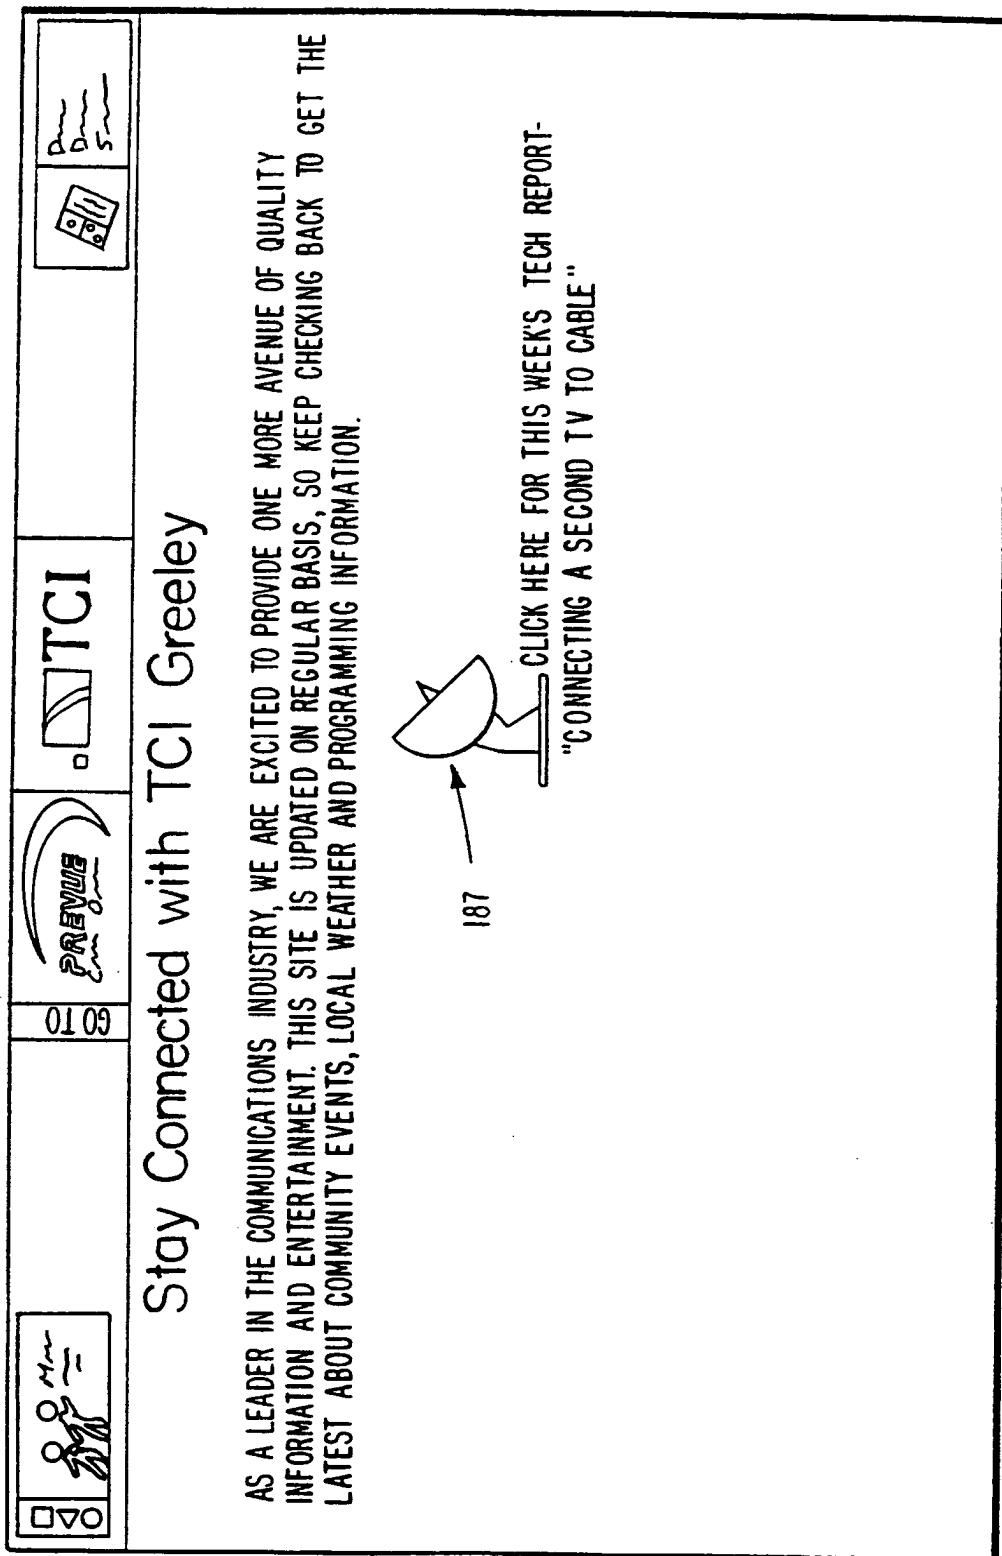 GO TO
PREVUE
TCI
Stay Connected with TCI Greeley
AS A LEADER IN THE COMMUNICATIONS INDUSTRY, WE ARE EXCITED TO PROVIDE ONE MORE AVENUE OF QUALITY
INFORMATION AND ENTERTAINMENT. THIS SITE IS UPDATED ON REGULAR BASIS, SO KEEP CHECKING BACK TO GET THE
LATEST ABOUT COMMUNITY EVENTS, LOCAL WEATHER AND PROGRAMMING INFORMATION.
187
CLICK HERE FOR THIS WEEK'S TECH REPORT-
"CONNECTING A SECOND TV TO CABLE"